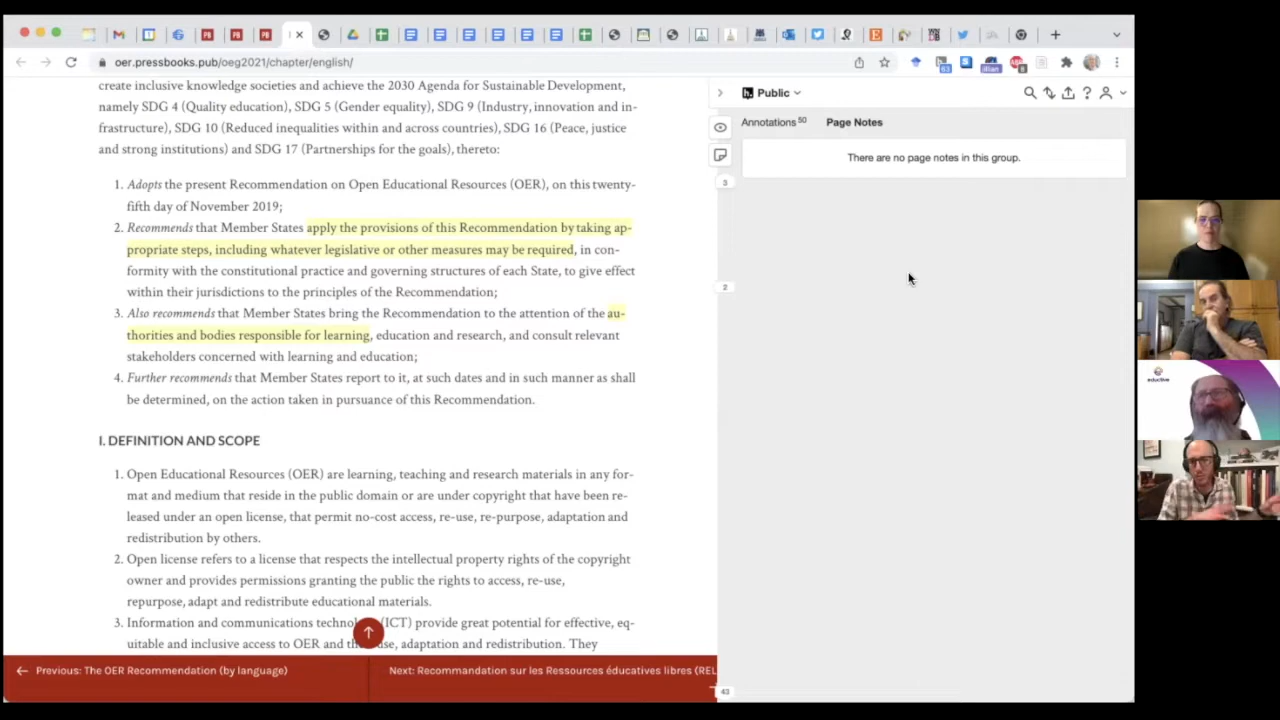 oer.pressbooks.pub/oeg2021/chapter/english/
create inclusive knowledge societies and achieve the 2030 Agenda for Sustainable Development,
namely SDG 4 (Quality education), SDG 5 (Gender equality), SDG 9 (Industry, innovation and in-
frastructure), SDG 10 (Reduced inequalities within and across countries), SDG 16 (Peace, justice
and strong institutions) and SDG 17 (Partnerships for the goals), thereto:
1. Adopts the present Recommendation on Open Educational Resources (OER), on this twenty-
fifth day of November 2019;
2. Recommends that Member States apply the provisions of this Recommendation by taking ap-
propriate steps, including whatever legislative or other measures may be required, in con-
formity with the constitutional practice and governing structures of each State, to give effect
within their jurisdictions to the principles of the Recommendation;
3. Also recommends that Member States bring the Recommendation to the attention of the au-
thorities and bodies responsible for learning, education and research, and consult relevant
stakeholders concerned with learning and education;
4. Further recommends that Member States report to it, at such dates and in such manner as shall
be determined, on the action taken in pursuance of this Recommendation.
I. DEFINITION AND SCOPE
1. Open Educational Resources (OER) are learning, teaching and research materials in any for-
mat and medium that reside in the public domain or are under copyright that have been re-
leased under an open license, that permit no-cost access, re-use, re-purpose, adaptation and
redistribution by others.
2. Open license refers to a license that respects the intellectual property rights of the copyright
owner and provides permissions granting the public the rights to access, re-use,
repurpose, adapt and redistribute educational materials.
3. Information and communications technol (ICT) provide great potential for effective, eq-
uitable and inclusive access to OER and th use, adaptation and redistribution. They
← Previous: The OER Recommendation (by language)
Next: Recommandation sur les Ressources éducatives libres (REL
Public
Annotations 50
Page Notes
There are no page notes in this group.
3
2
43
eductive